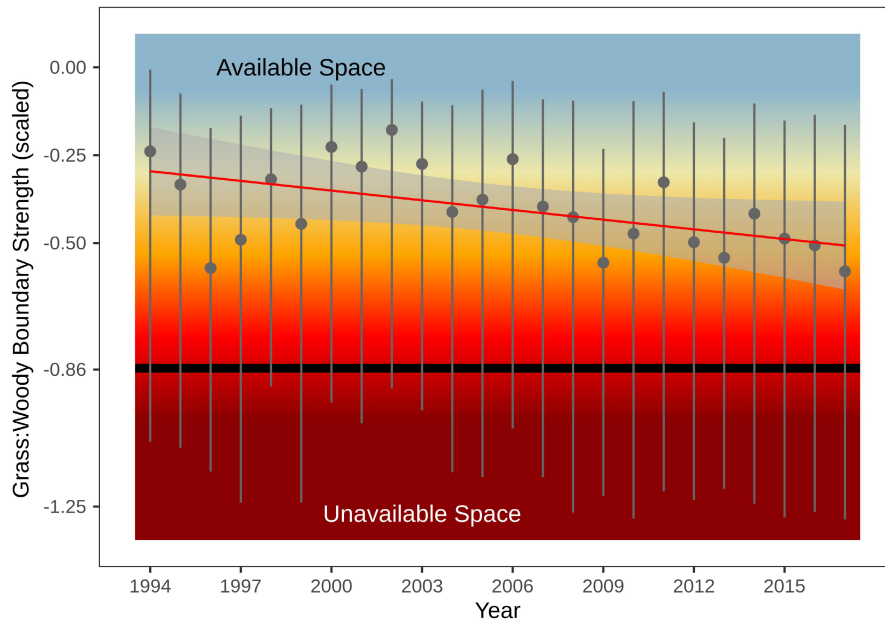 Grass:Woody Boundary Strength (scaled)
0.00
-0.25
-0.50
-0.86
-1.25
Available Space
Unavailable Space
1994 1997 2000 2003 2006 2009 2012 2015
Year